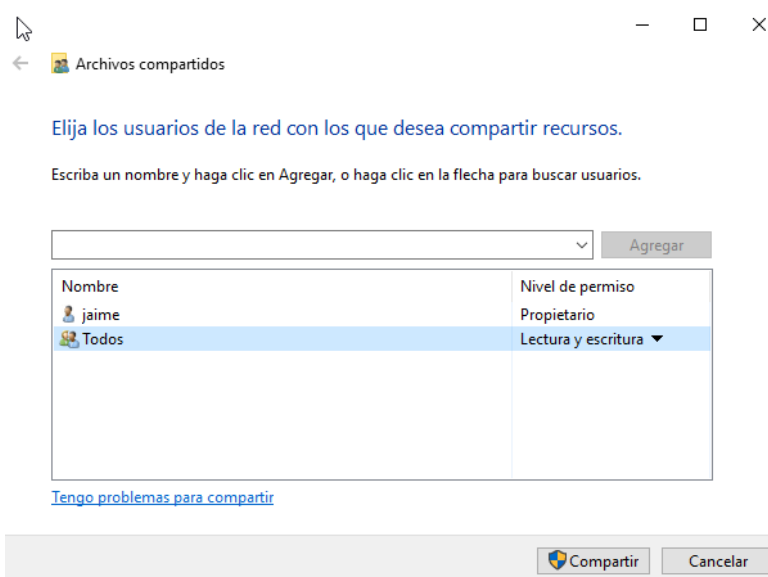 Archivos compartidos
Elija los usuarios de la red con los que desea compartir recursos.
Escriba un nombre y haga clic en Agregar, o haga clic en la flecha para buscar usuarios.
Agregar
Nombre Nivel de permiso
jaime Propietario
Todos Lectura y escritura
Tengo problemas para compartir
Compartir Cancelar